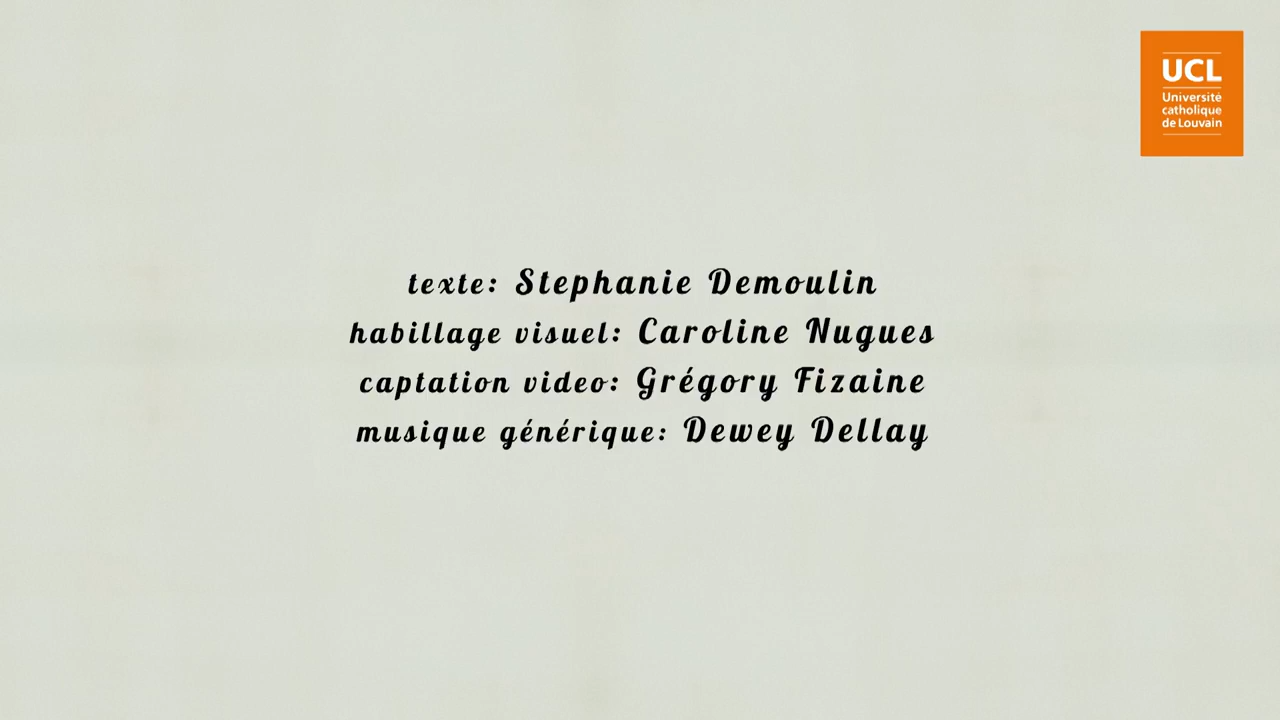 UCL
Université
catholique
de Louvain
texte: Stephanie Demoulin
habillage visuel: Caroline Nugues
captation video: Grégory Fizaine
musique générique: Dewey Dellay